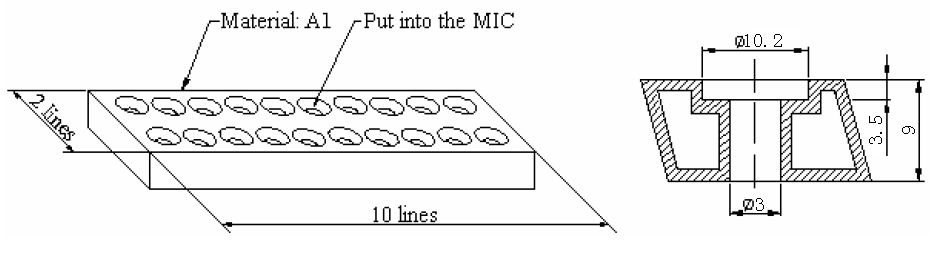 Material: Al
Put into the MIC
2 lines
10 lines
ø10.2
3.5
9
ø3